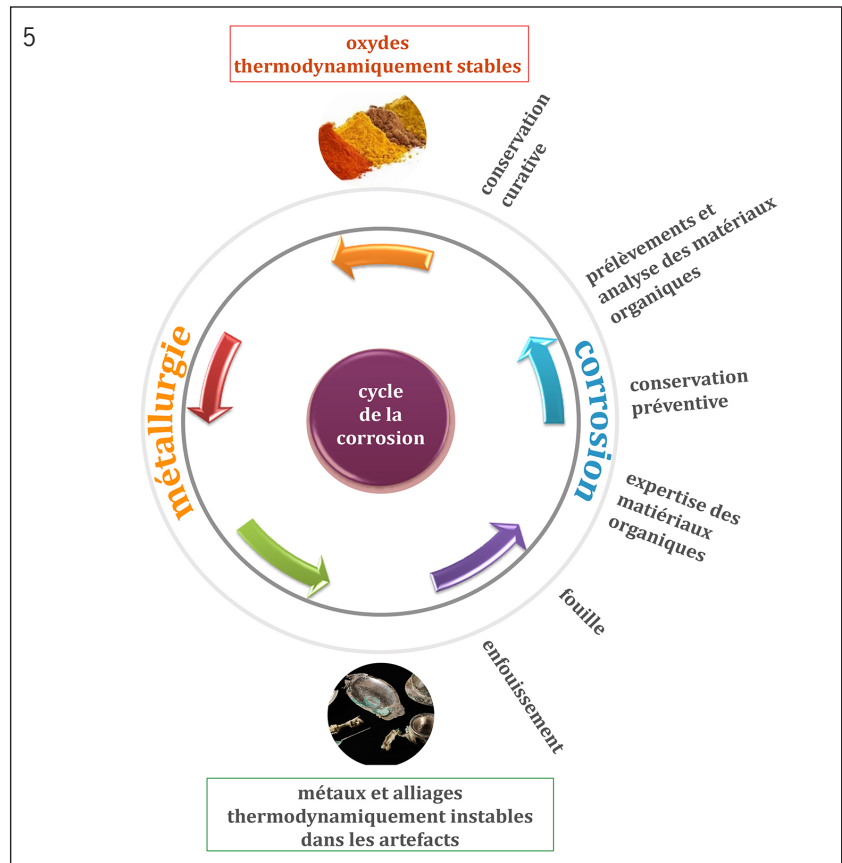 5
oxydes
thermodynamiquement stables
conservation
curative
prélèvements et
analyse des matériaux
organiques
conservation
préventive
expertise des
matiériaux
organiques
fouille
enfouissement
corrosion
métallurgie
cycle
de la
corrosion
métaux et alliages
thermodynamiquement instables
dans les artefacts